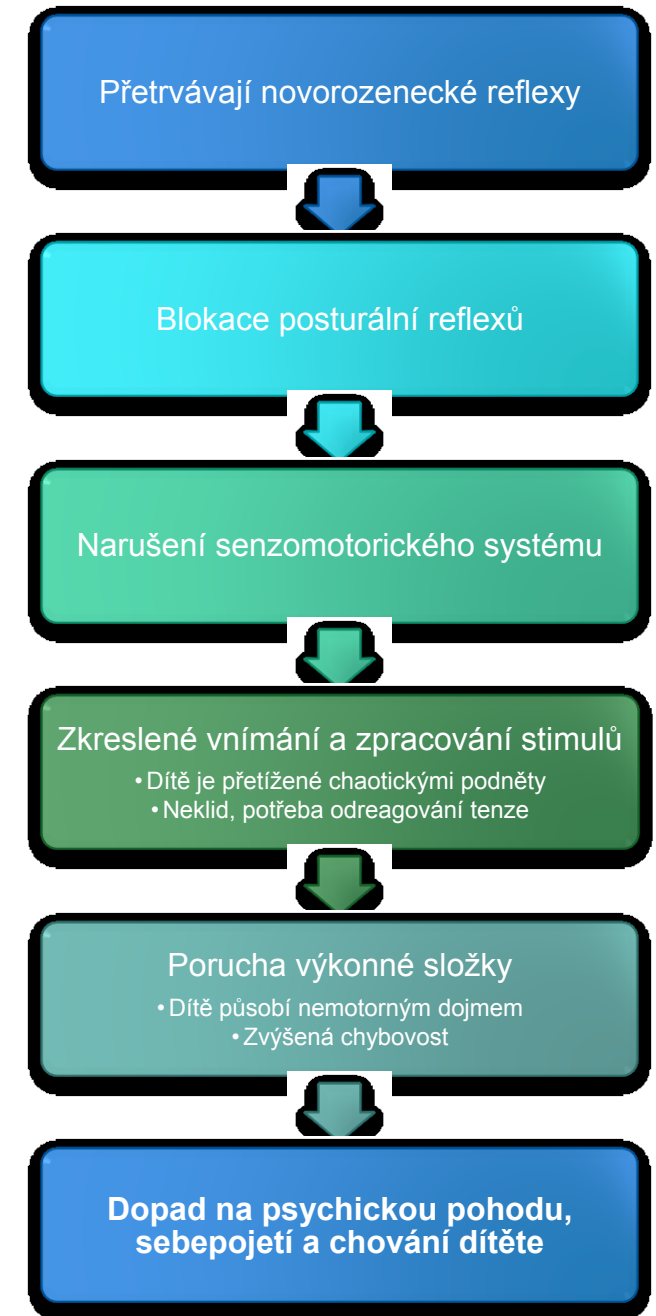 Přetrvávají novorozenecké reflexy
Blokace posturální reflexů
Narušení senzomotorického systému
Zkreslené vnímání a zpracování stimulů
• Dítě je přetížené chaotickými podněty
• Neklid, potřeba odreagování tenze
Porucha výkonné složky
• Dítě působí nemotorným dojmem
• Zvýšená chybovost
Dopad na psychickou pohodu,
sebepojetí a chování dítěte